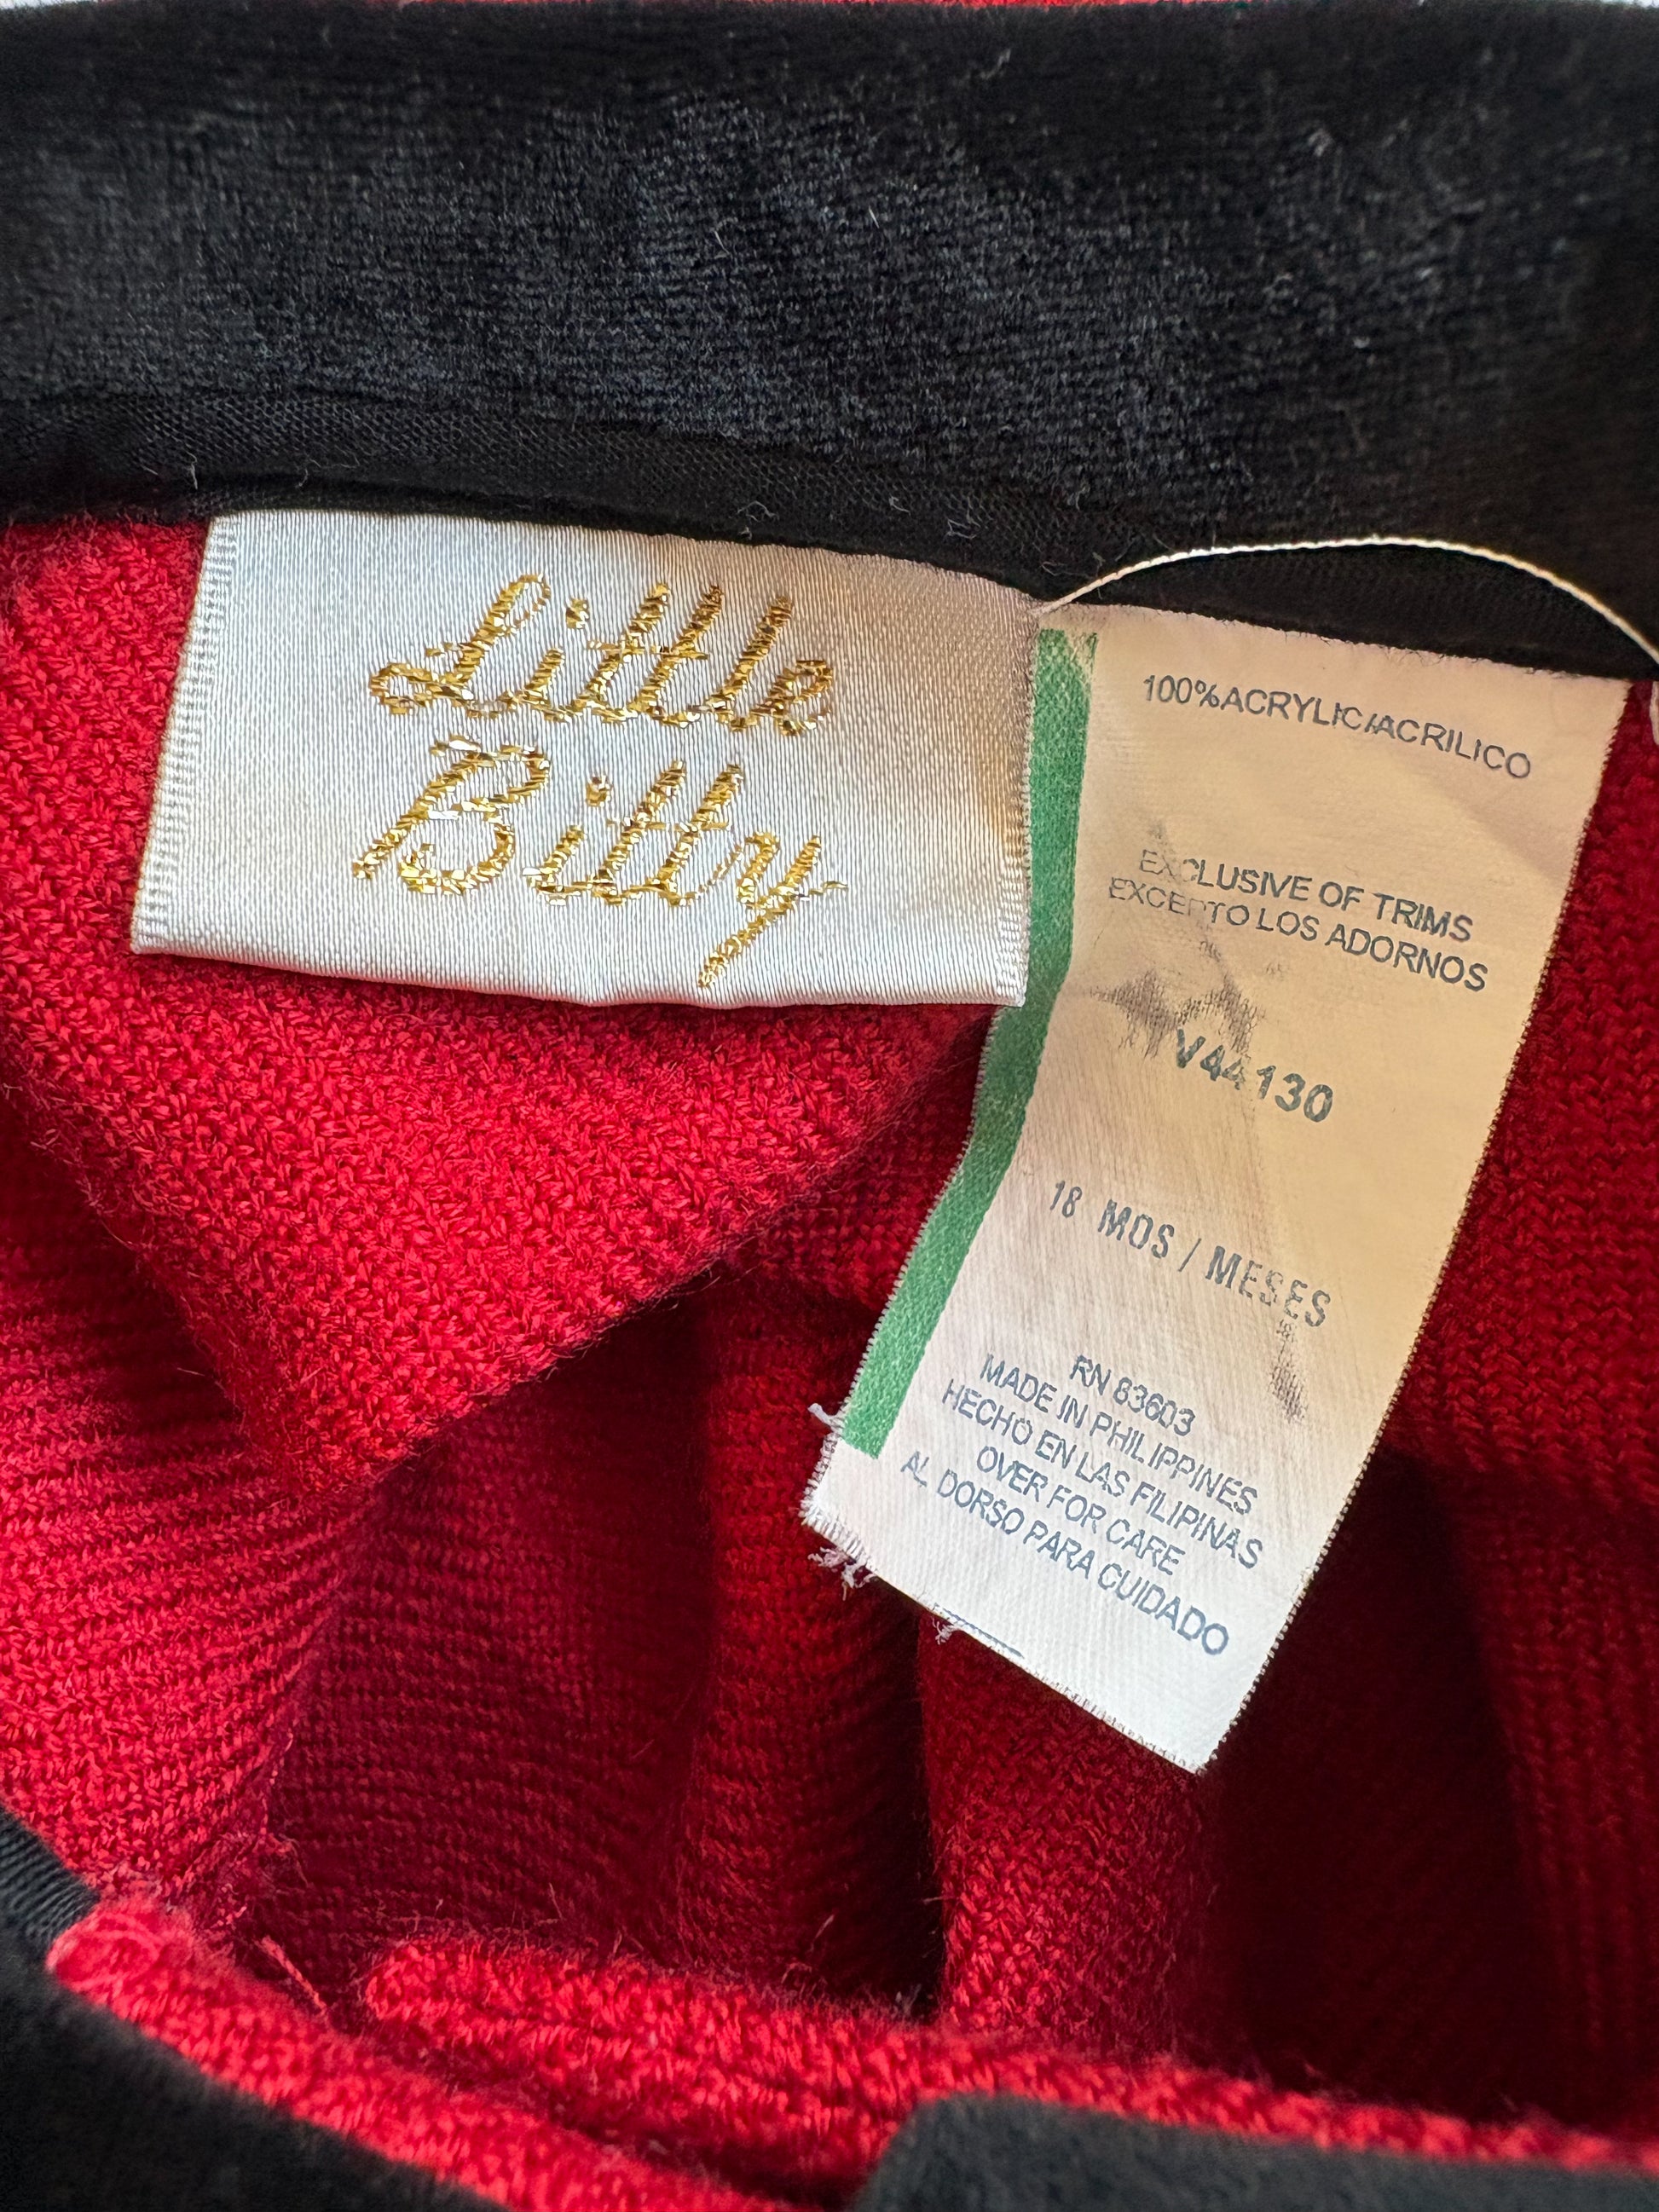 Little
Bitty
100%ACRYLIC/ACRILICO
EXCLUSIVE OF TRIMS
EXCEPTO LOS ADORNOS
V44130
18 MOS / MESES
RN 83603
MADE IN PHILIPPINES
HECHO EN LAS FILIPINAS
OVER FOR CARE
AL DORSO PARA CUIDADO